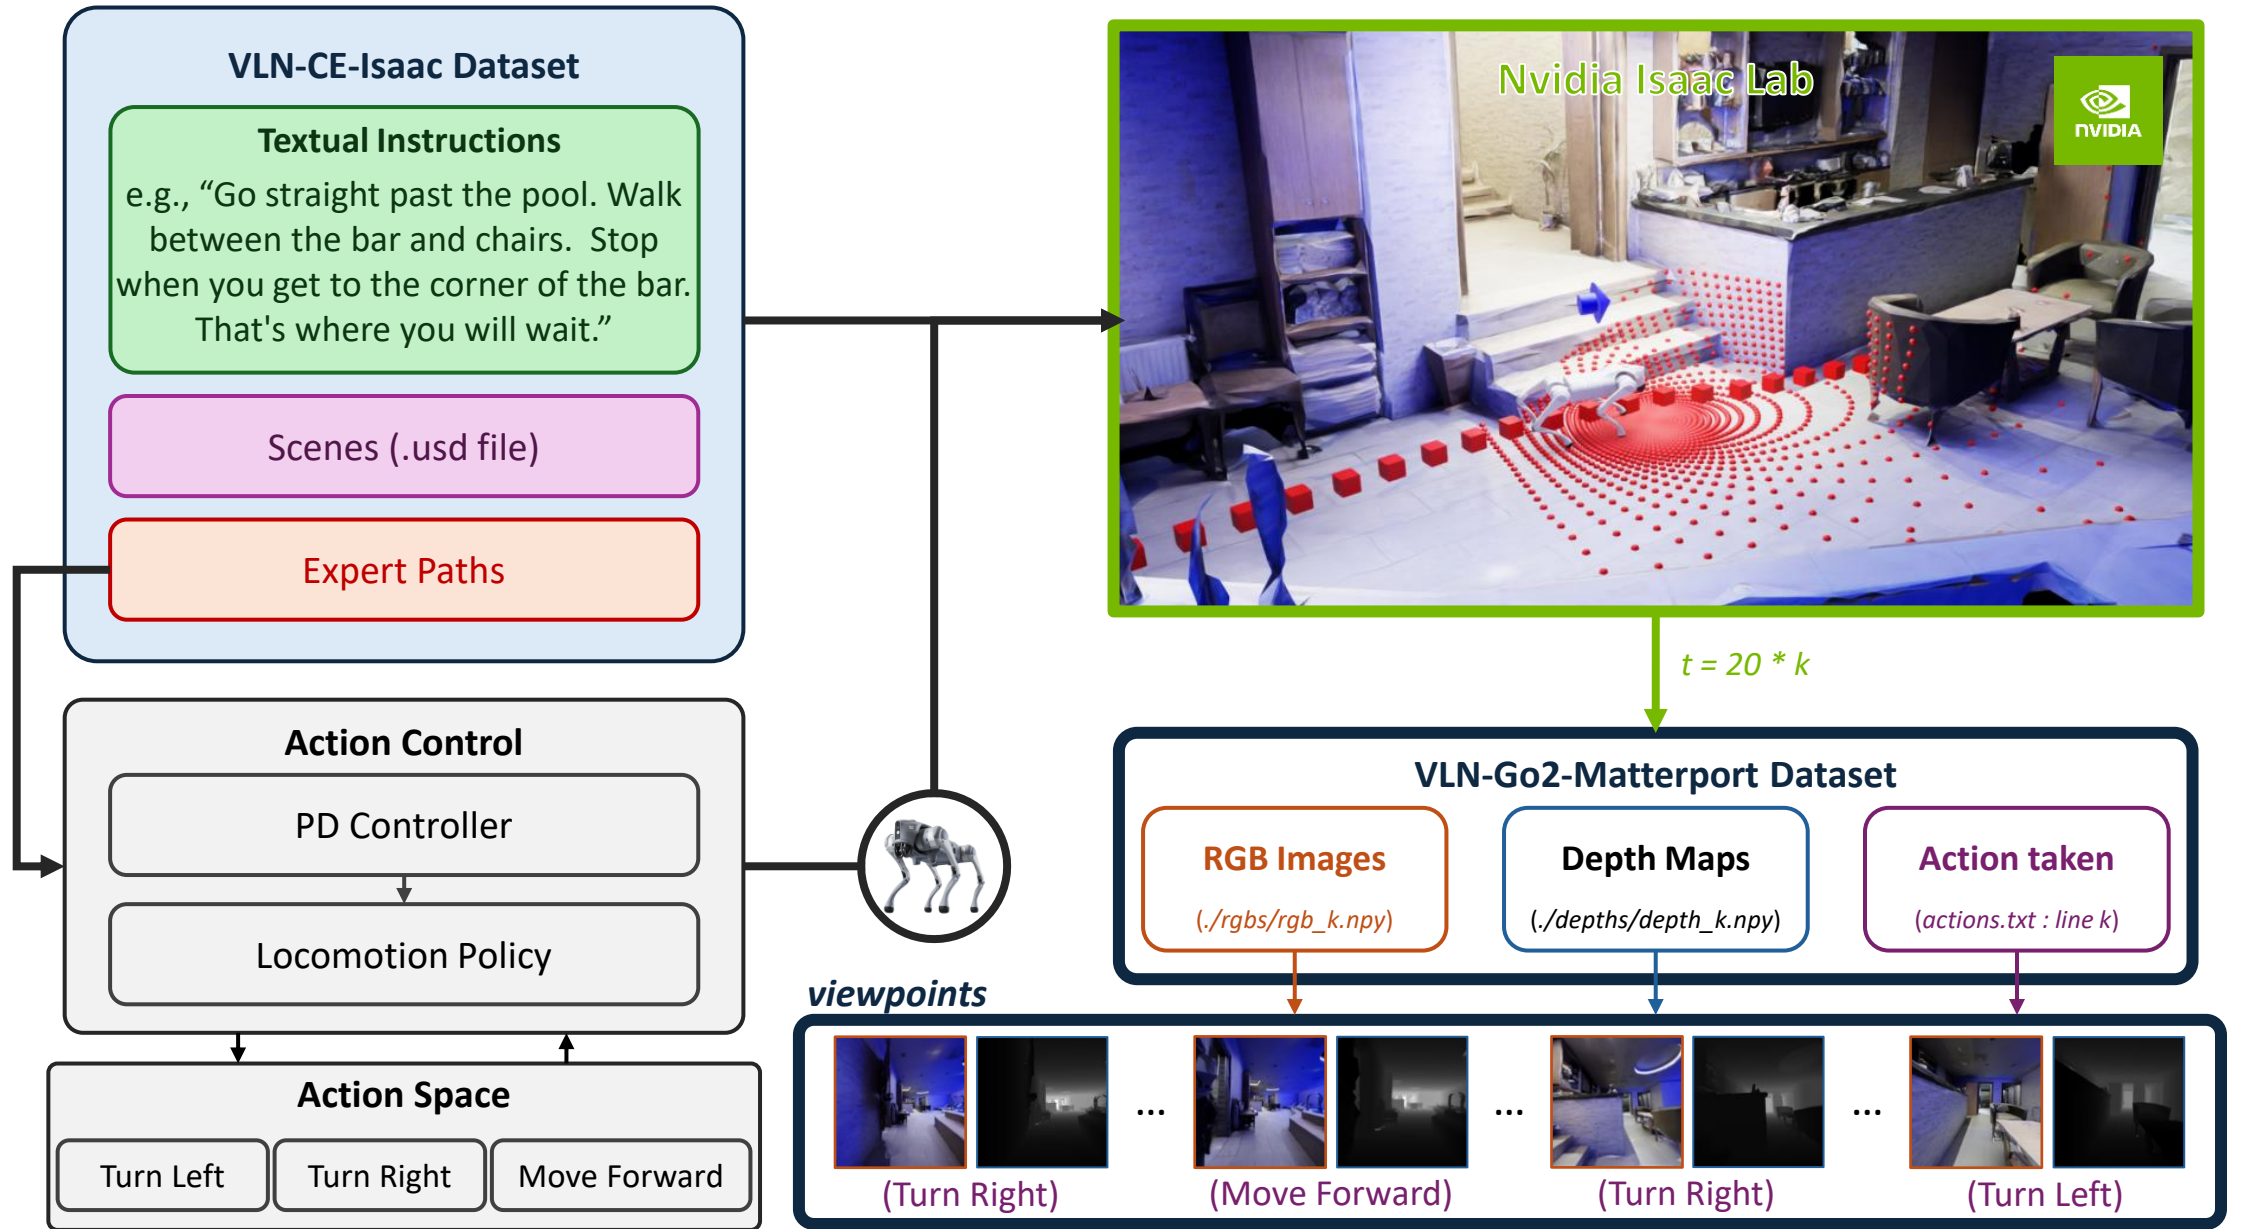 VLN-CE-Isaac Dataset
Textual Instructions
e.g., “Go straight past the pool. Walk
between the bar and chairs.  Stop
when you get to the corner of the bar.
That's where you will wait.”
Scenes (.usd file)
Expert Paths
Action Control
PD Controller
Locomotion Policy
Action Space
Turn Left
Turn Right
Move Forward
Nvidia Isaac Lab
NVIDIA
t = 20 * k
VLN-Go2-Matterport Dataset
RGB Images
(./rgbs/rgb_k.npy)
Depth Maps
(./depths/depth_k.npy)
Action taken
(actions.txt : line k)
viewpoints
... ... ...
(Turn Right)
(Move Forward)
(Turn Right)
(Turn Left)